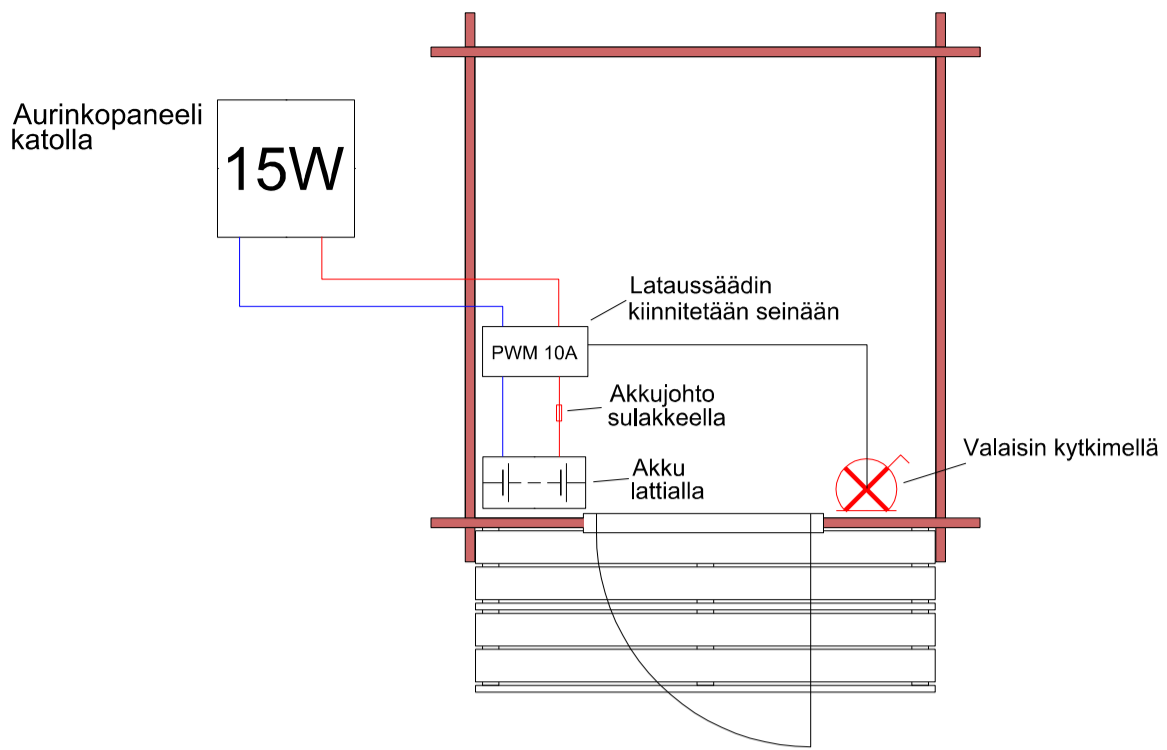 Aurinkopaneeli
katolla
15W
Lataussäädin
kiinnitetään seinään
PWM 10A
Akkujohto
sulakkeella
Valaisin kytkimellä
Akku
lattialla